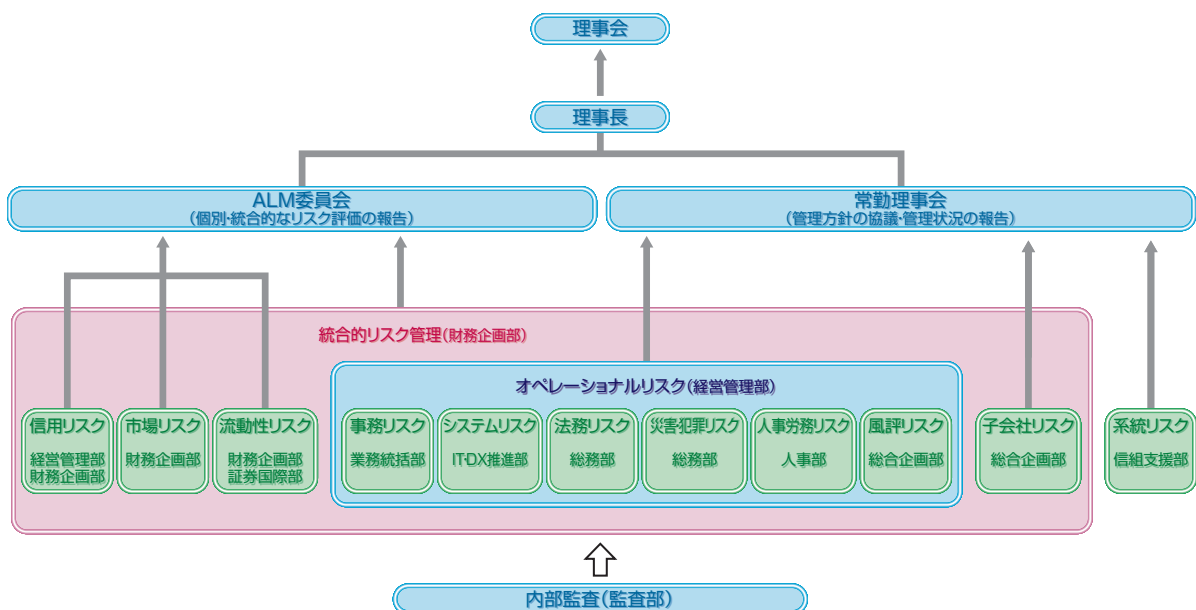 理事会
理事長
ALM委員会
（個別・統合的なリスク評価の報告）
常勤理事会
（管理方針の協議・管理状況の報告）
統合的リスク管理（財務企画部）
オペレーショナルリスク（経営管理部）
信用リスク
経営管理部
財務企画部
市場リスク
財務企画部
流動性リスク
財務企画部
証券国際部
事務リスク
業務統括部
システムリスク
IT・DX推進部
法務リスク
総務部
災害・犯罪リスク
総務部
人事労務リスク
人事部
風評リスク
総合企画部
子会社リスク
総合企画部
系統リスク
信組支援部
内部監査（監査部）